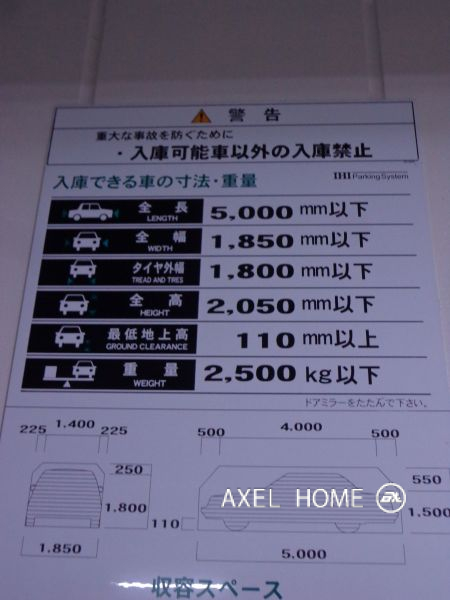 ⚠ 警告
重大な事故を防ぐために
・入庫可能車以外の入庫禁止
入庫できる車の寸法・重量 IHI Parking System
全長 LENGTH 5,000 mm以下
全幅 WIDTH 1,850 mm以下
タイヤ外幅 TREAD AND TIRES 1,800 mm以下
全高 HEIGHT 2,050 mm以下
最低地上高 GROUND CLEARANCE 110 mm以上
重量 WEIGHT 2,500 kg以下
ドアミラーをたたんで下さい。
225 1.400 225
500 4.000 500
250
1.800
1.850
550
1.500
110
5.000
AXEL HOME
収容スペース